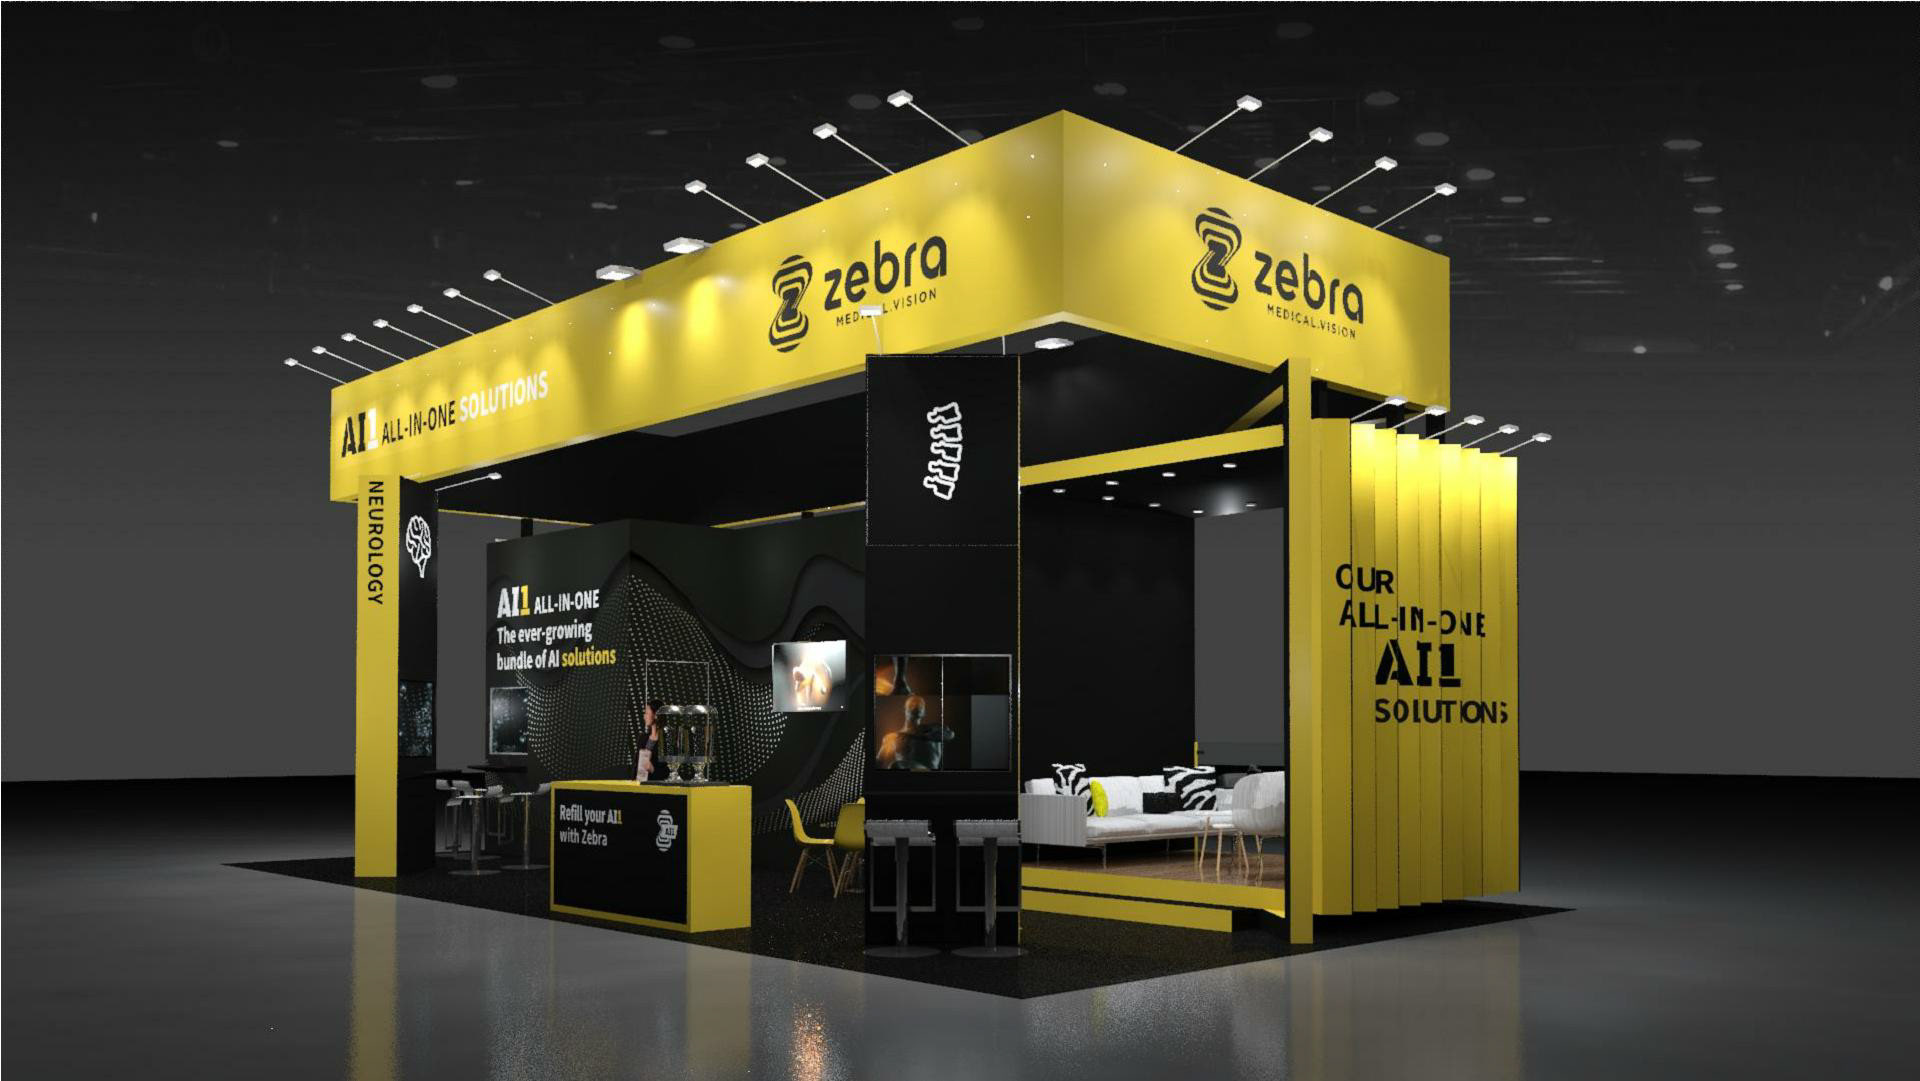 zebra
MEDICAL.VISION
zebra
MEDICAL.VISION
AI1 ALL-IN-ONE SOLUTIONS
NEUROLOGY
AI1 ALL-IN-ONE
The ever-growing
bundle of AI solutions
Refill your AI1
with Zebra
AI1
OUR
ALL-IN-ONE
AI1
SOLUTIONS